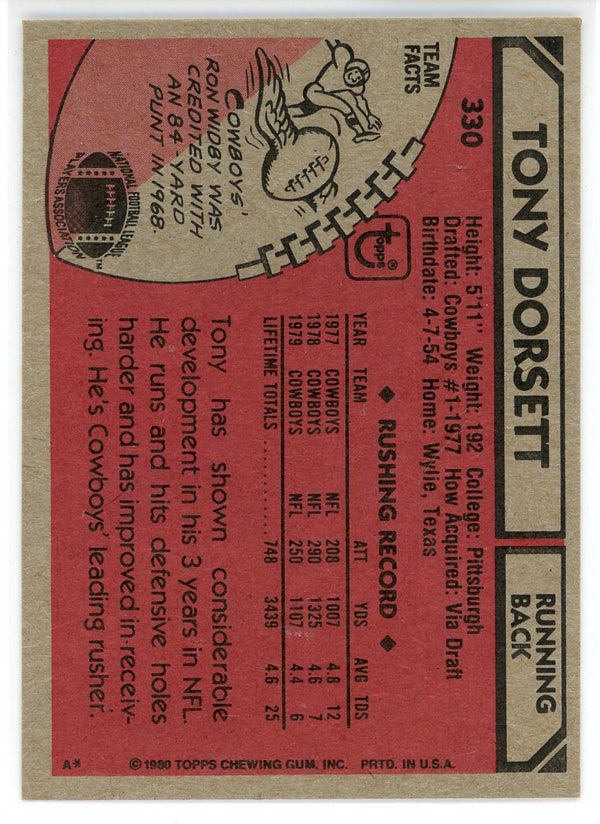 TONY DORSETT
RUNNING
BACK
330
Height: 5'11" Weight: 192 College: Pittsburgh
Drafted: Cowboys #1-1977 How Acquired: Via Draft
Birthdate: 4-7-54 Home: Wylie, Texas
TEAM
FACTS
COWBOYS'
RON WIDBY WAS
CREDITED WITH
AN 84 YARD
PUNT IN 1968
NATIONAL FOOTBALL LEAGUE
PLAYERS ASSOCIATION™
Topps®
◆ RUSHING RECORD ◆
YEAR TEAM ATT YDS AVG TDS
1977 COWBOYS NFL 208 1007 4.8 12
1978 COWBOYS NFL 290 1325 4.6 7
1979 COWBOYS NFL 250 1107 4.4 6
LIFETIME TOTALS 748 3439 4.6 25
Tony has shown considerable
development in his 3 years in NFL.
He runs and hits defensive holes
harder and has improved in receiv-
ing. He's Cowboys' leading rusher.
A* ©1980 TOPPS CHEWING GUM, INC. PRTD. IN U.S.A.